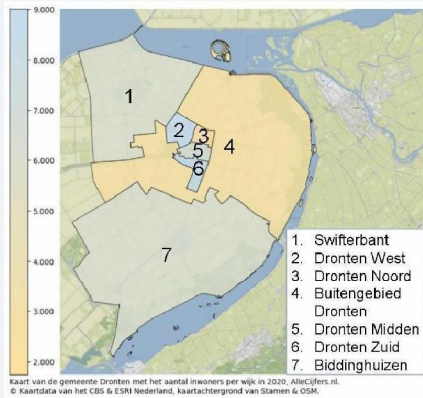 9.000
8.000
7.000
6.000
5.000
4.000
3.000
2.000
1
2
3
4
5
6
7
1. Swifterbant
2. Dronten West
3. Dronten Noord
4. Buitengebied
Dronten
5. Dronten Midden
6. Dronten Zuid
7. Biddinghuizen
Kaart van de gemeente Dronten met het aantal inwoners per wijk in 2020, AlleCijfers.nl.
© Kaartdata van het CBS & ESRI Nederland, kaartachtergrond van Stamen & OSM.